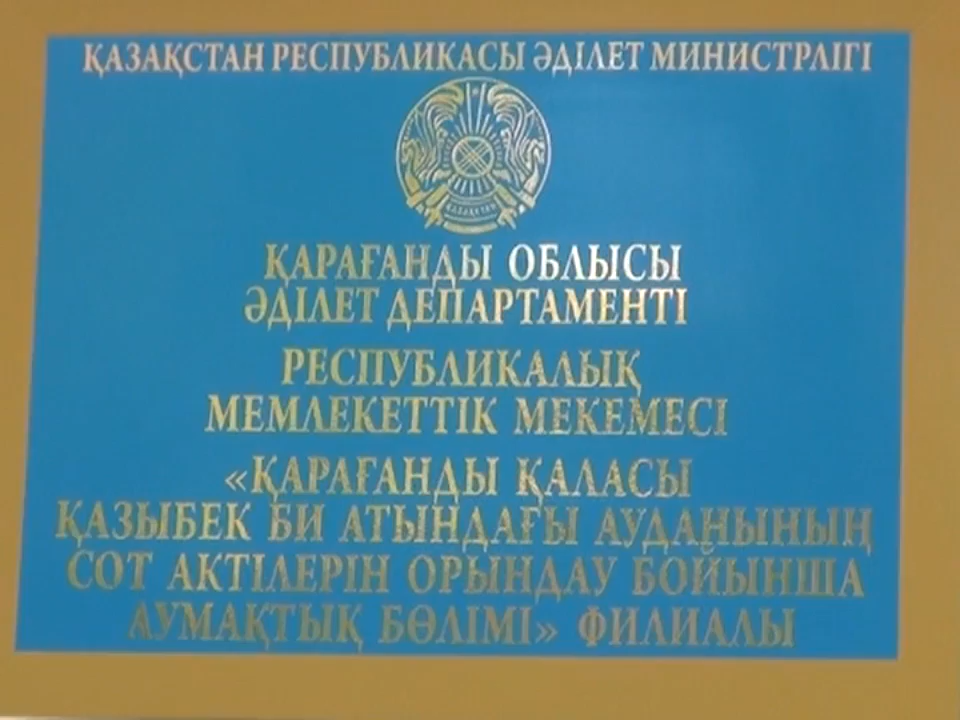 ҚАЗАҚСТАН РЕСПУБЛИКАСЫ ӘДІЛЕТ МИНИСТРЛІГІ
ҚАЗАҚСТАН
ҚАРАҒАНДЫ ОБЛЫСЫ
ӘДІЛЕТ ДЕПАРТАМЕНТІ
РЕСПУБЛИКАЛЫҚ
МЕМЛЕКЕТТІК МЕКЕМЕСІ
«ҚАРАҒАНДЫ ҚАЛАСЫ
ҚАЗЫБЕК БИ АТЫНДАҒЫ АУДАНЫНЫҢ
СОТ АКТІЛЕРІН ОРЫНДАУ БОЙЫНША
АУМАҚТЫҚ БӨЛІМІ» ФИЛИАЛЫ